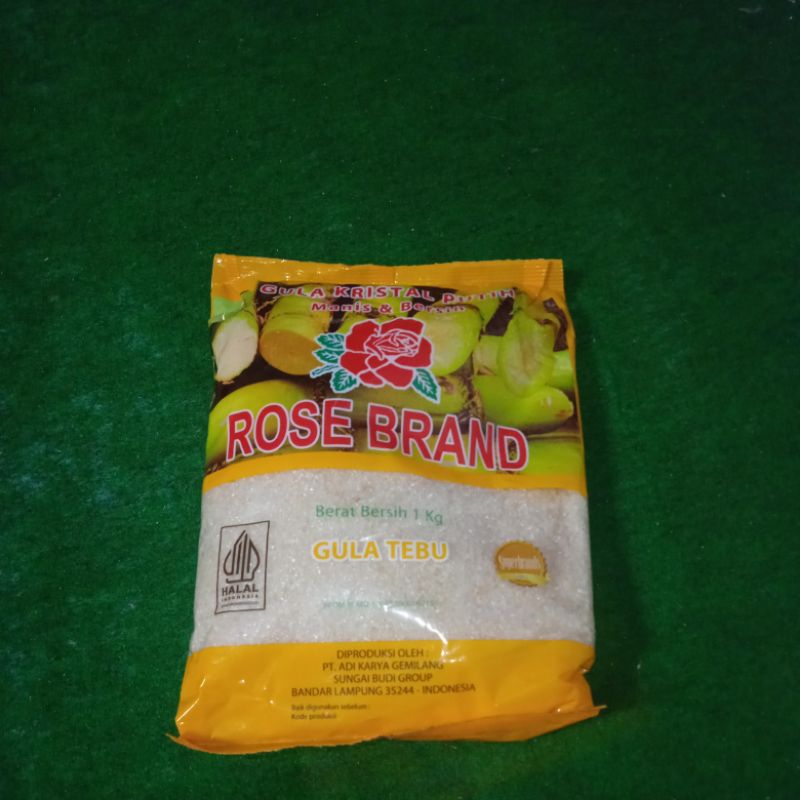 GULA KRISTAL PUTIH
Manis & Bersih
ROSE BRAND
Berat Bersih 1 Kg
GULA TEBU
HALAL
INDONESIA
DIPRODUKSI OLEH :
PT. ADI KARYA GEMILANG
SUNGAI BUDI GROUP
BANDAR LAMPUNG 35244 - INDONESIA
Baik digunakan sebelum :
Kode produksi